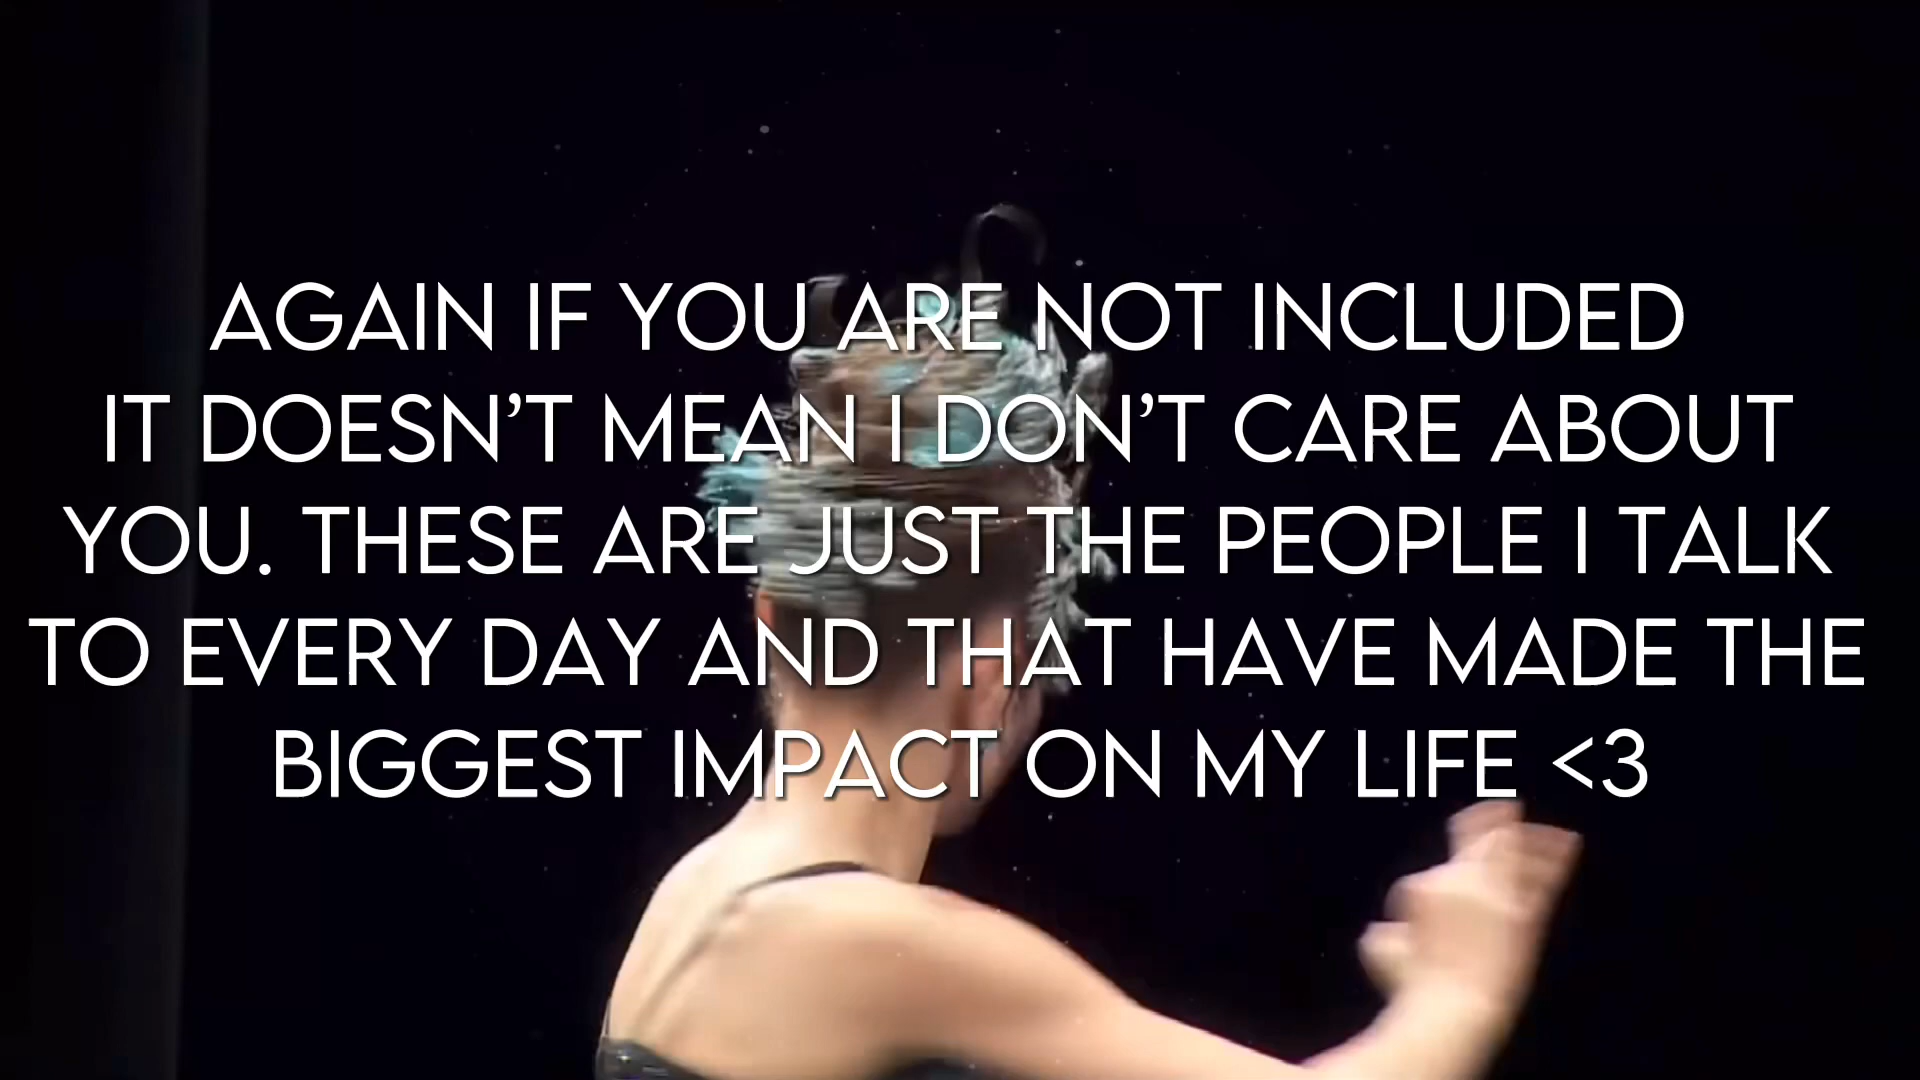 AGAIN IF YOU ARE NOT INCLUDED
IT DOESN'T MEAN I DON'T CARE ABOUT
YOU. THESE ARE JUST THE PEOPLE I TALK
TO EVERY DAY AND THAT HAVE MADE THE
BIGGEST IMPACT ON MY LIFE <3